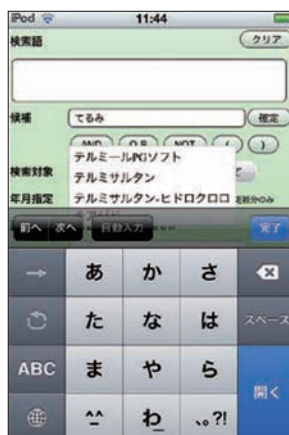 iPod 11:44
検索語 クリア
候補 てるみ 確定
AND OR NOT ( )
テルミールPGソフト
検索対象
テルミサルタン
年月指定 テルミサルタン・ヒドロクロロ
前へ 次へ 自動入力 完了
→ あ か さ
た な は スペース
ABC ま や ら
開く
^^ わ 、。?!